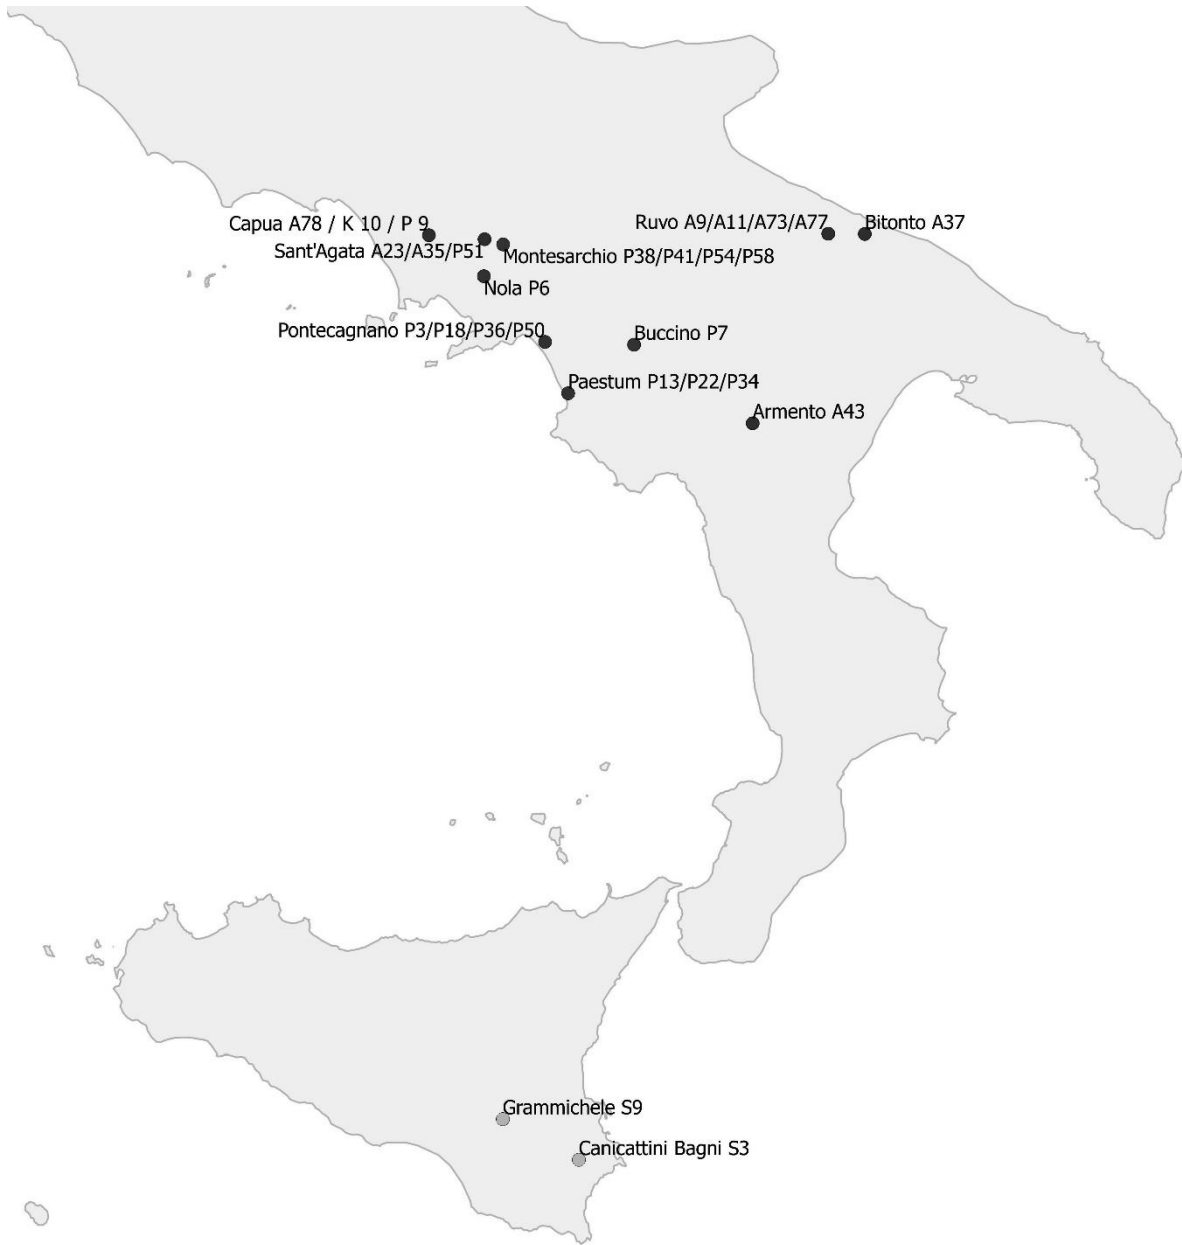 Capua A78 / K 10 / P 9
Ruvo A9/A11/A73/A77
Bitonto A37
Sant'Agata A23/A35/P51
Montesarchio P38/P41/P54/P58
Nola P6
Pontecagnano P3/P18/P36/P50
Buccino P7
Paestum P13/P22/P34
Armento A43
Grammichele S9
Canicattini Bagni S3